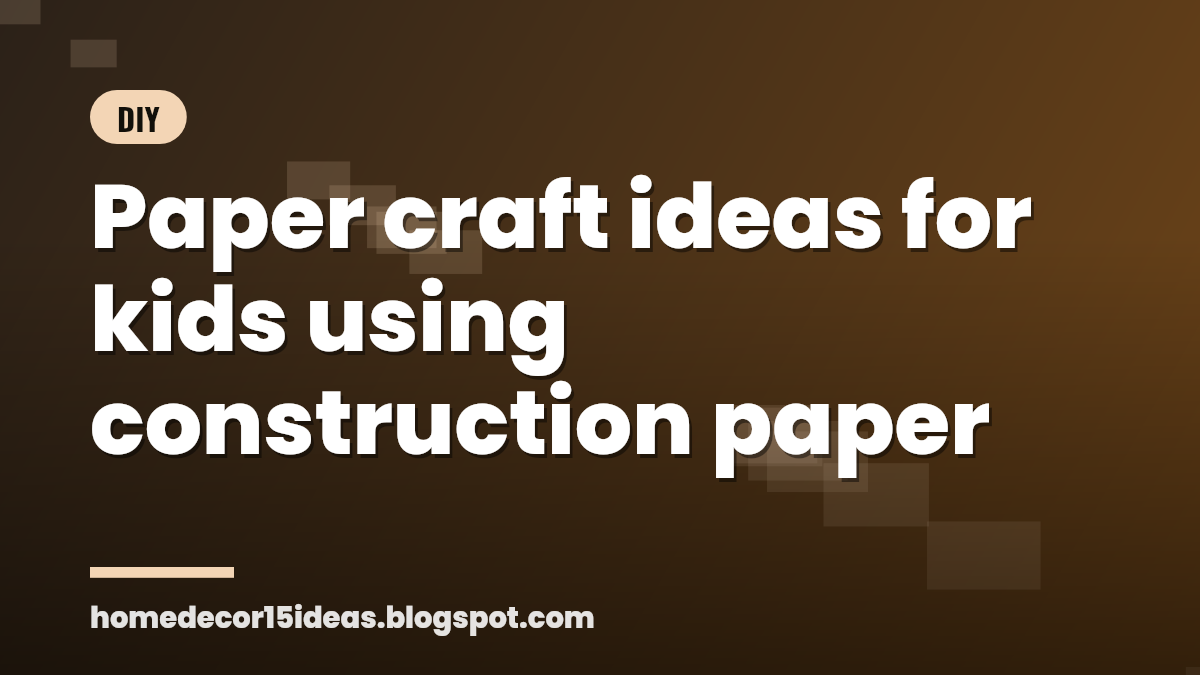 DIY
Paper craft ideas for
kids using
construction paper
homedecor15ideas.blogspot.com